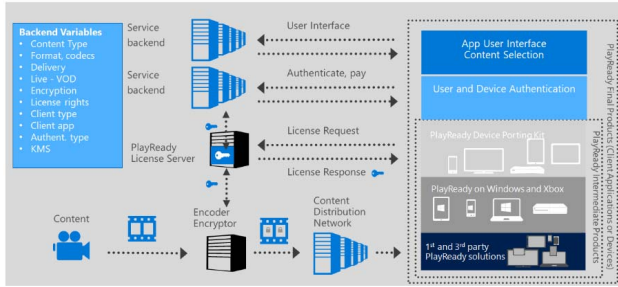 Backend Variables
• Content Type
• Format, codecs
• Delivery
• Live - VOD
• Encryption
• License rights
• Client type
• Client app
• Authent. type
• KMS
Service
backend
User Interface
App User Interface
Content Selection
Service
backend
Authenticate, pay
User and Device Authentication
PlayReady
License Server
License Request
License Response
PlayReady Device Porting Kit
PlayReady on Windows and Xbox
1st and 3rd party
PlayReady solutions
Content
Encoder
Encryptor
Content
Distribution
Network
PlayReady Final Products (Client Applications or Devices)
PlayReady Intermediate Products